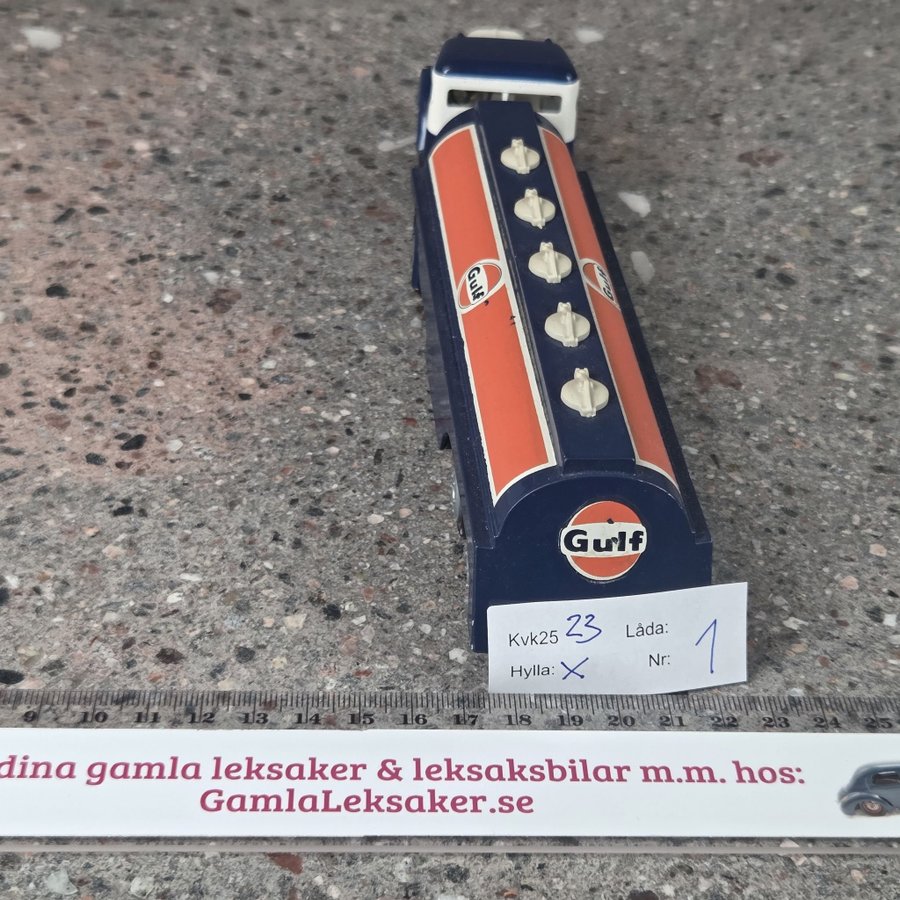 Gulf
Gulf
Gulf
Kvk25 23 Låda:
Hylla: X Nr: 1
9 10 11 12 13 14 15 16 17 18 19 20 21 22 23 24 25
dina gamla leksaker & leksaksbilar m.m. hos:
GamlaLeksaker.se